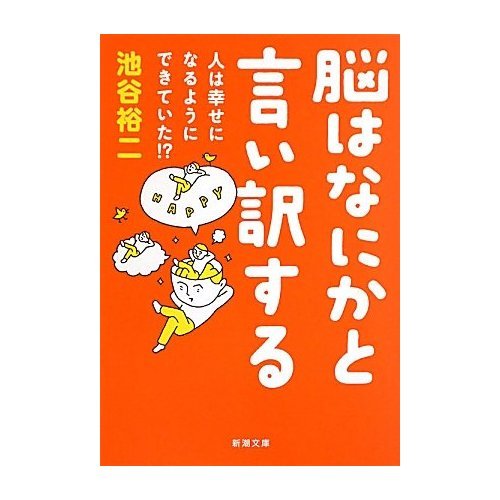 脳はなにかと
言い訳する
人は幸せに
なるように
できていた!?
池谷裕二
HAPPY
新潮文庫